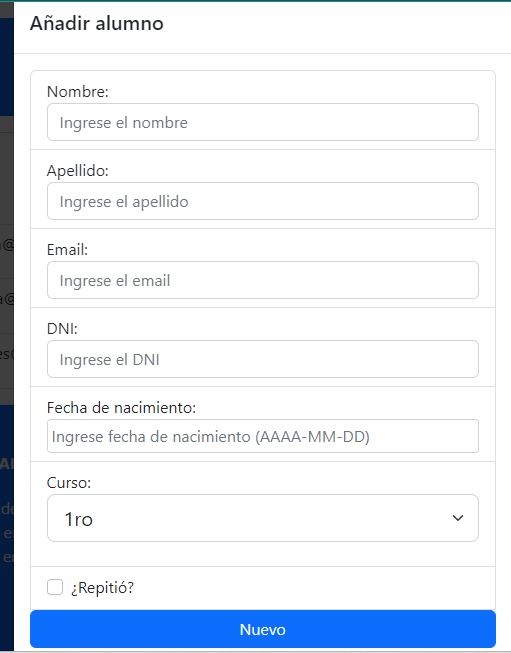 Añadir alumno
Nombre:
Ingrese el nombre
Apellido:
Ingrese el apellido
Email:
Ingrese el email
DNI:
Ingrese el DNI
Fecha de nacimiento:
Ingrese fecha de nacimiento (AAAA-MM-DD)
Curso:
1ro
¿Repitió?
Nuevo